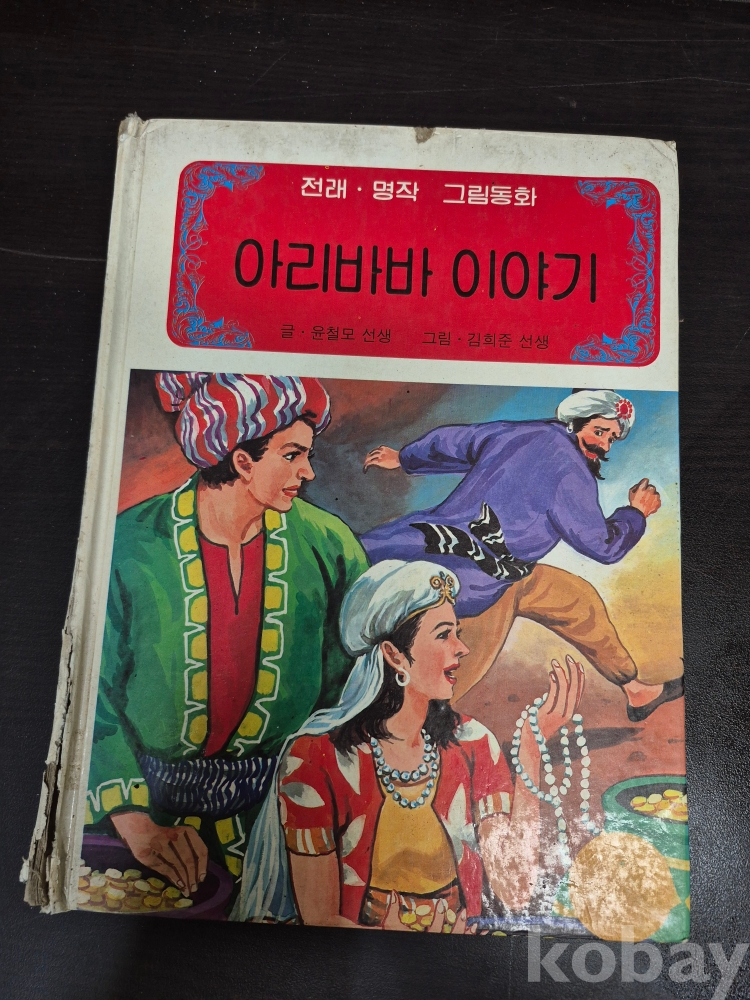 전래·명작 그림동화
아리바바 이야기
글·윤철모 선생 그림·김희준 선생
kobay